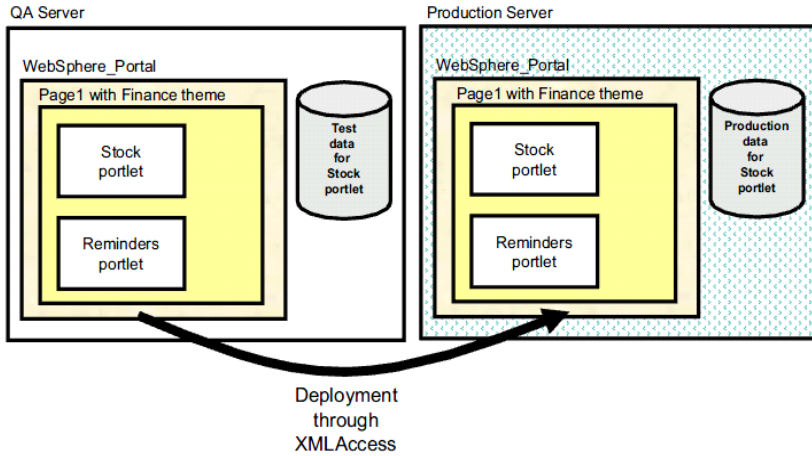 QA Server
WebSphere_Portal
Page1 with Finance theme
Stock
portlet
Reminders
portlet
Test
data
for
Stock
portlet
Production Server
WebSphere_Portal
Page1 with Finance theme
Stock
portlet
Reminders
portlet
Production
data
for
Stock
portlet
Deployment
through
XMLAccess